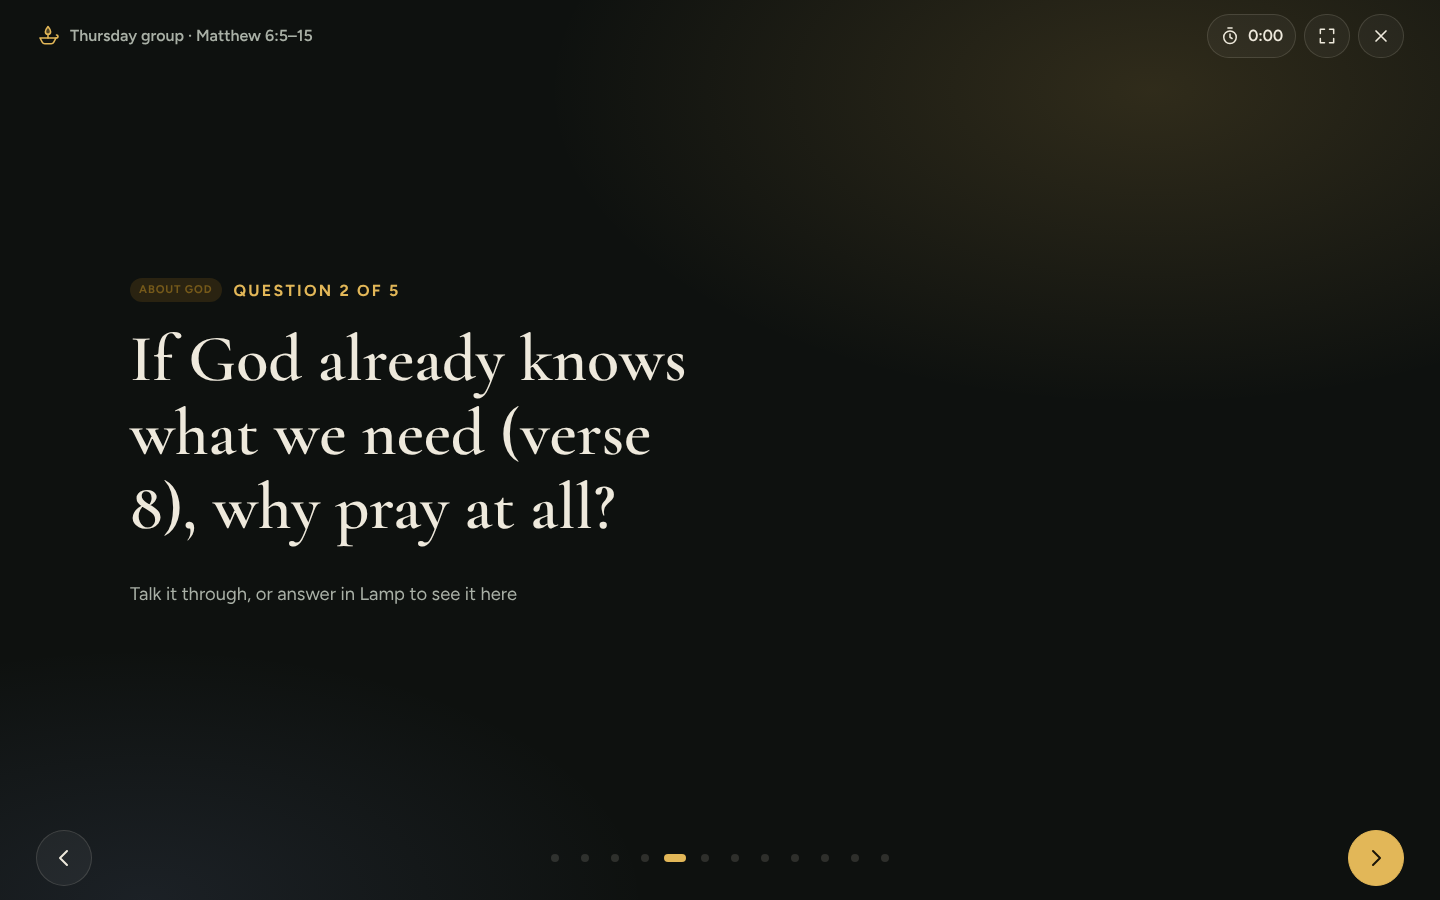 Thursday group · Matthew 6:5–15
0:00
ABOUT GOD
QUESTION 2 OF 5
If God already knows
what we need (verse
8), why pray at all?
Talk it through, or answer in Lamp to see it here